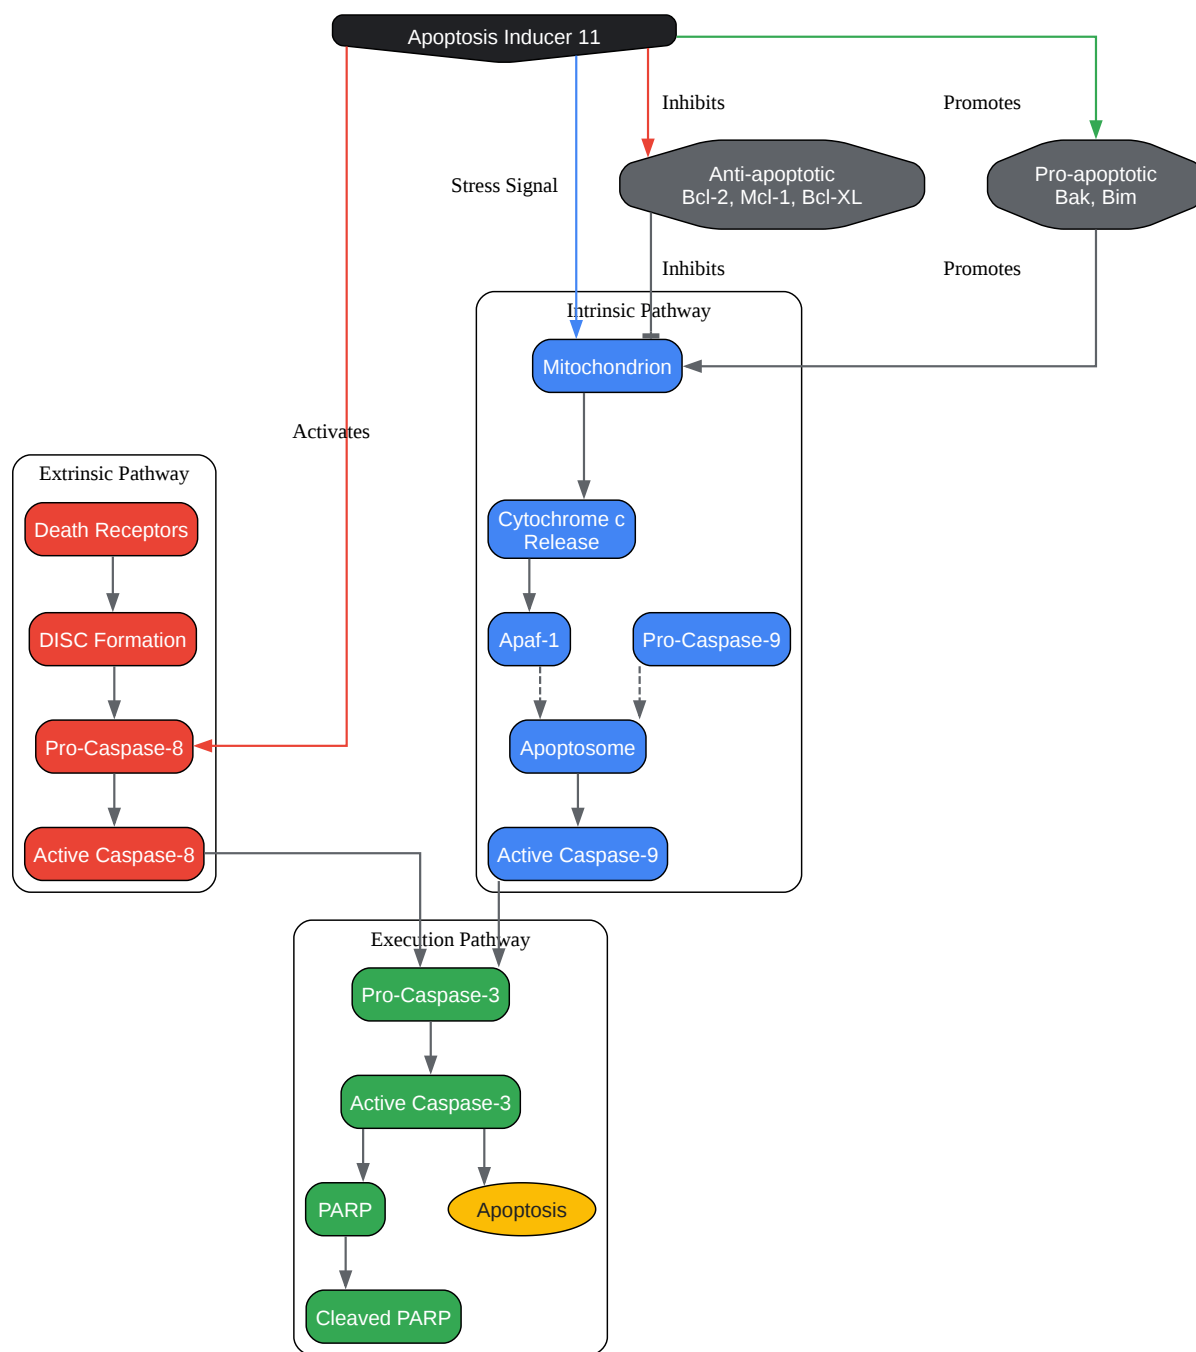 Apoptosis Inducer 11
Inhibits
Promotes
Stress Signal
Anti-apoptotic
Bcl-2, Mcl-1, Bcl-XL
Pro-apoptotic
Bak, Bim
Inhibits
Promotes
Intrinsic Pathway
Mitochondrion
Activates
Extrinsic Pathway
Death Receptors
Cytochrome c
Release
DISC Formation
Apaf-1
Pro-Caspase-9
Pro-Caspase-8
Apoptosome
Active Caspase-8
Active Caspase-9
Execution Pathway
Pro-Caspase-3
Active Caspase-3
PARP
Apoptosis
Cleaved PARP